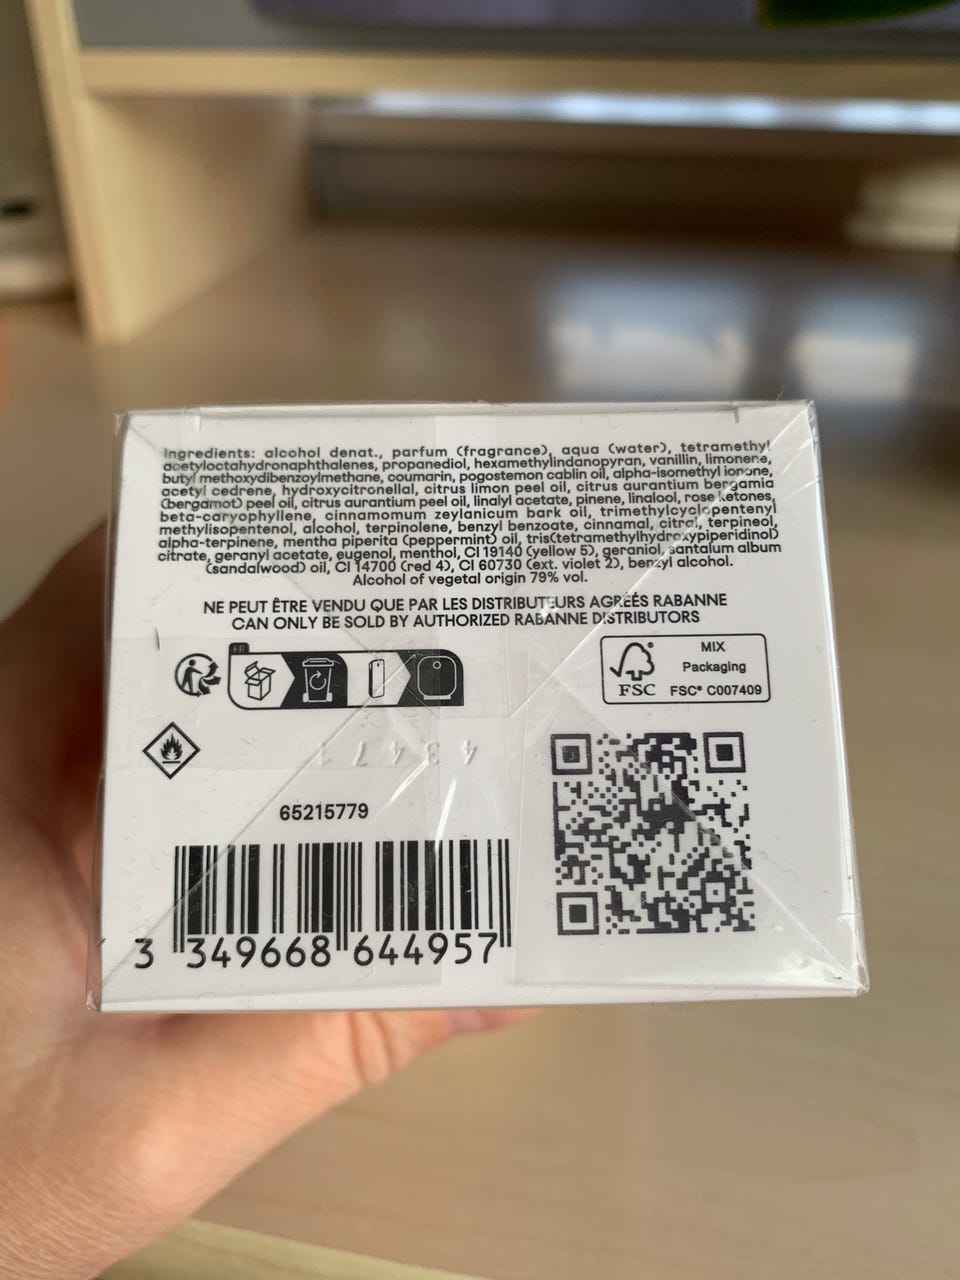 Ingredients: alcohol denat., parfum (fragrance), aqua (water), tetramethyl
acetyloctahydronaphthalenes, propanediol, hexamethylindanopyran, vanillin, limonene,
butyl methoxydibenzoylmethane, coumarin, pogostemon cablin oil, alpha-isomethyl ionone,
acetyl cedrene, hydroxycitronellal, citrus limon peel oil, citrus aurantium bergamia
(bergamot) peel oil, citrus aurantium peel oil, linalyl acetate, pinene, linalool, rose ketones,
beta-caryophyllene, cinnamomum zeylanicum bark oil, trimethylcyclopentenyl
methylisopentenol, alcohol, terpinolene, benzyl benzoate, cinnamal, citral, terpineol,
alpha-terpinene, mentha piperita (peppermint) oil, tris(tetramethylhydroxypiperidinol)
citrate, geranyl acetate, eugenol, menthol, CI 19140 (yellow 5), geraniol, santalum album
(sandalwood) oil, CI 14700 (red 4), CI 60730 (ext. violet 2), benzyl alcohol.
Alcohol of vegetal origin 79% vol.
NE PEUT ÊTRE VENDU QUE PAR LES DISTRIBUTEURS AGRÉÉS RABANNE
CAN ONLY BE SOLD BY AUTHORIZED RABANNE DISTRIBUTORS
FR
MIX
Packaging
FSC
FSC® C007409
43471
65215779
3 349668 644957